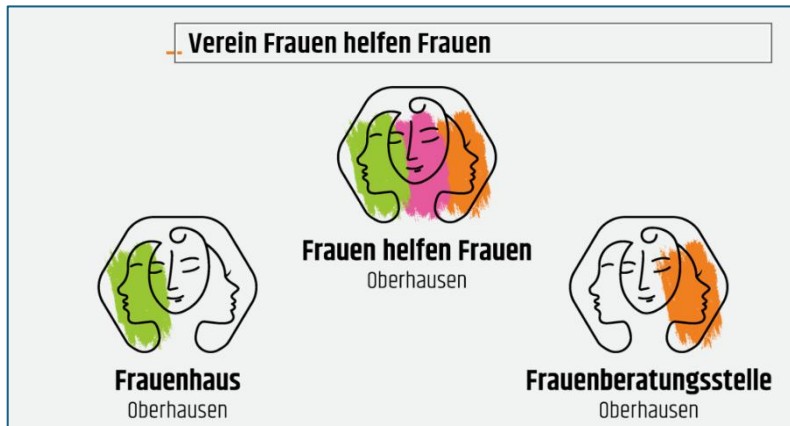 Verein Frauen helfen Frauen
Frauen helfen Frauen
Oberhausen
Frauenhaus
Oberhausen
Frauenberatungsstelle
Oberhausen